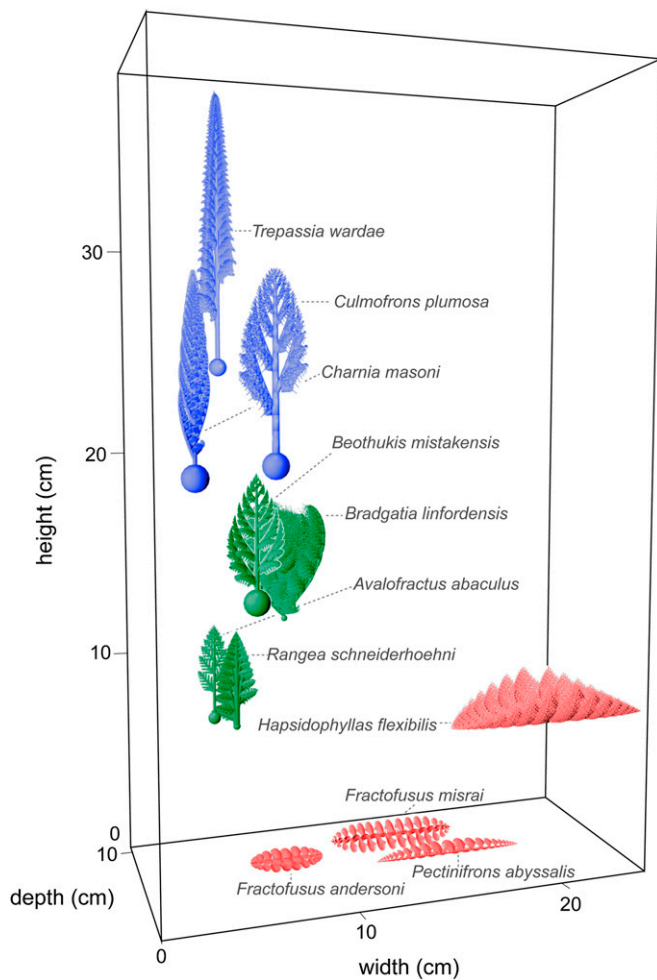 30
Trepassia wardae
Culmofrons plumosa
Charnia masoni
20
Beothukis mistakensis
height (cm)
Bradgatia linfordensis
Avalofractus abaculus
10
Rangea schneiderhoehni
Hapsidophyllas flexibilis
Fractofusus misrai
0
10
Pectinifrons abyssalis
Fractofusus andersoni
depth (cm)
20
10
0
width (cm)